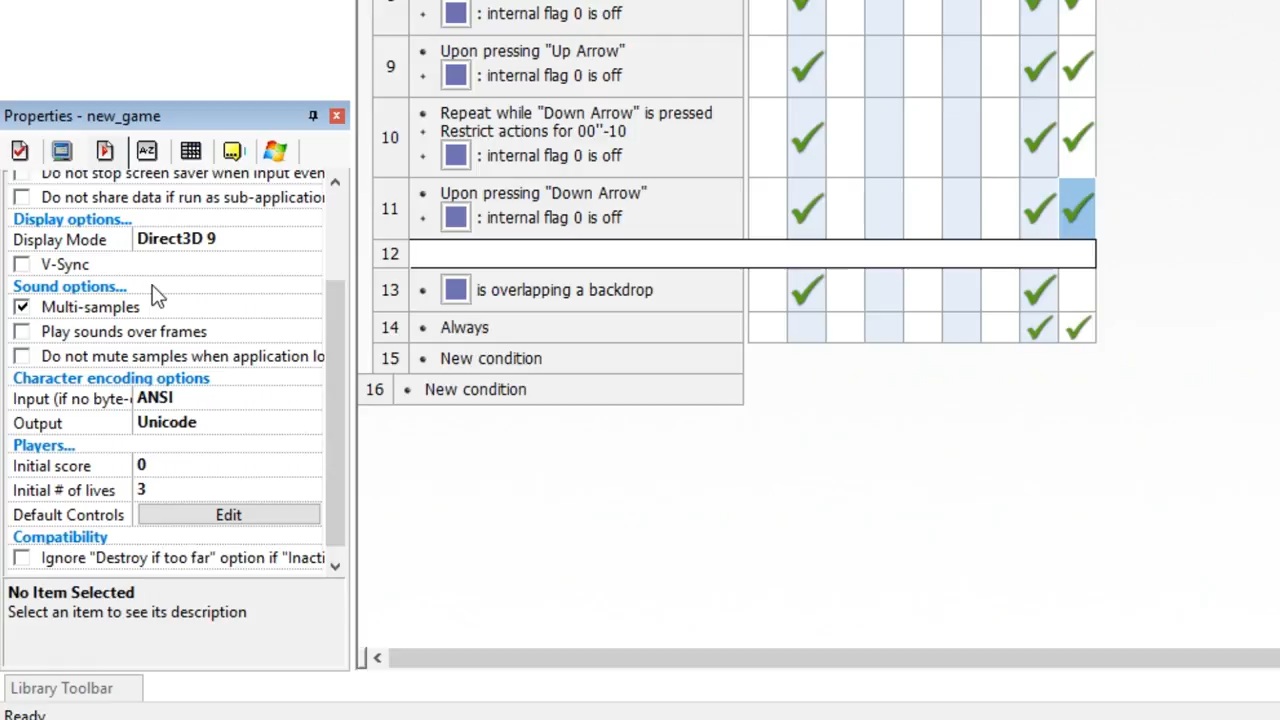 Properties - new_game
Do not stop screen saver when input even
Do not share data if run as sub-applicatio
Display options...
Display Mode Direct3D 9
V-Sync
Sound options...
Multi-samples
Play sounds over frames
Do not mute samples when application lo
Character encoding options
Input (if no byte- ANSI
Output Unicode
Players...
Initial score 0
Initial # of lives 3
Default Controls Edit
Compatibility
Ignore "Destroy if too far" option if "Inacti
No Item Selected
Select an item to see its description
Library Toolbar
Ready
: internal flag 0 is off
9
Upon pressing "Up Arrow"
: internal flag 0 is off
10
Repeat while "Down Arrow" is pressed
Restrict actions for 00"-10
: internal flag 0 is off
11
Upon pressing "Down Arrow"
: internal flag 0 is off
12
13 is overlapping a backdrop
14 Always
15 New condition
16 New condition